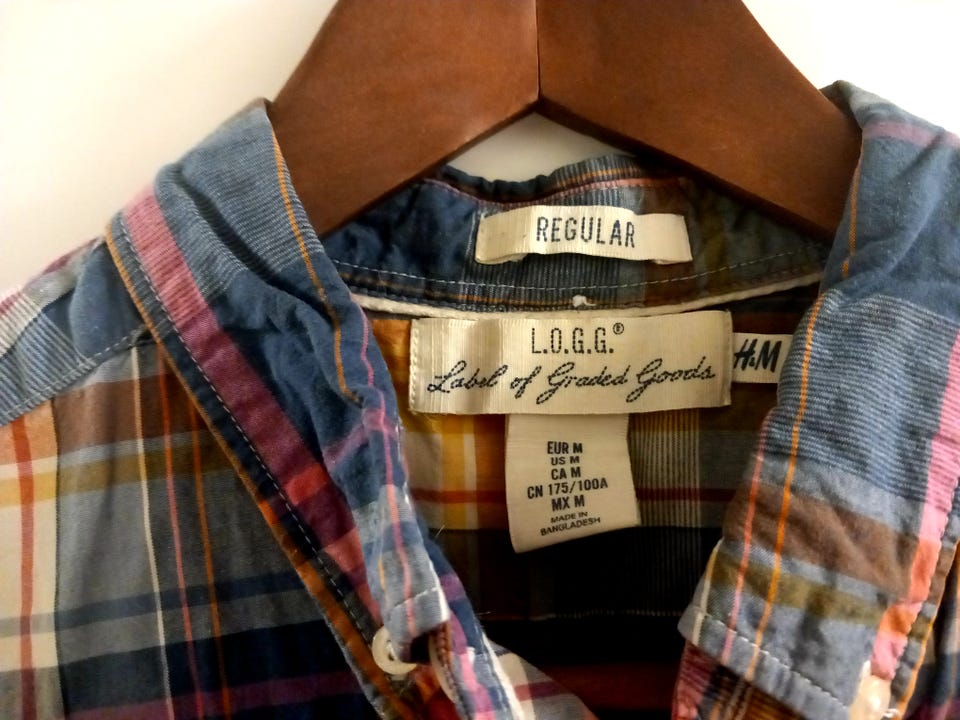 REGULAR
L.O.G.G.®
Label of Graded Goods
H&M
EUR M
US M
CA M
CN 175/100A
MX M
MADE IN
BANGLADESH